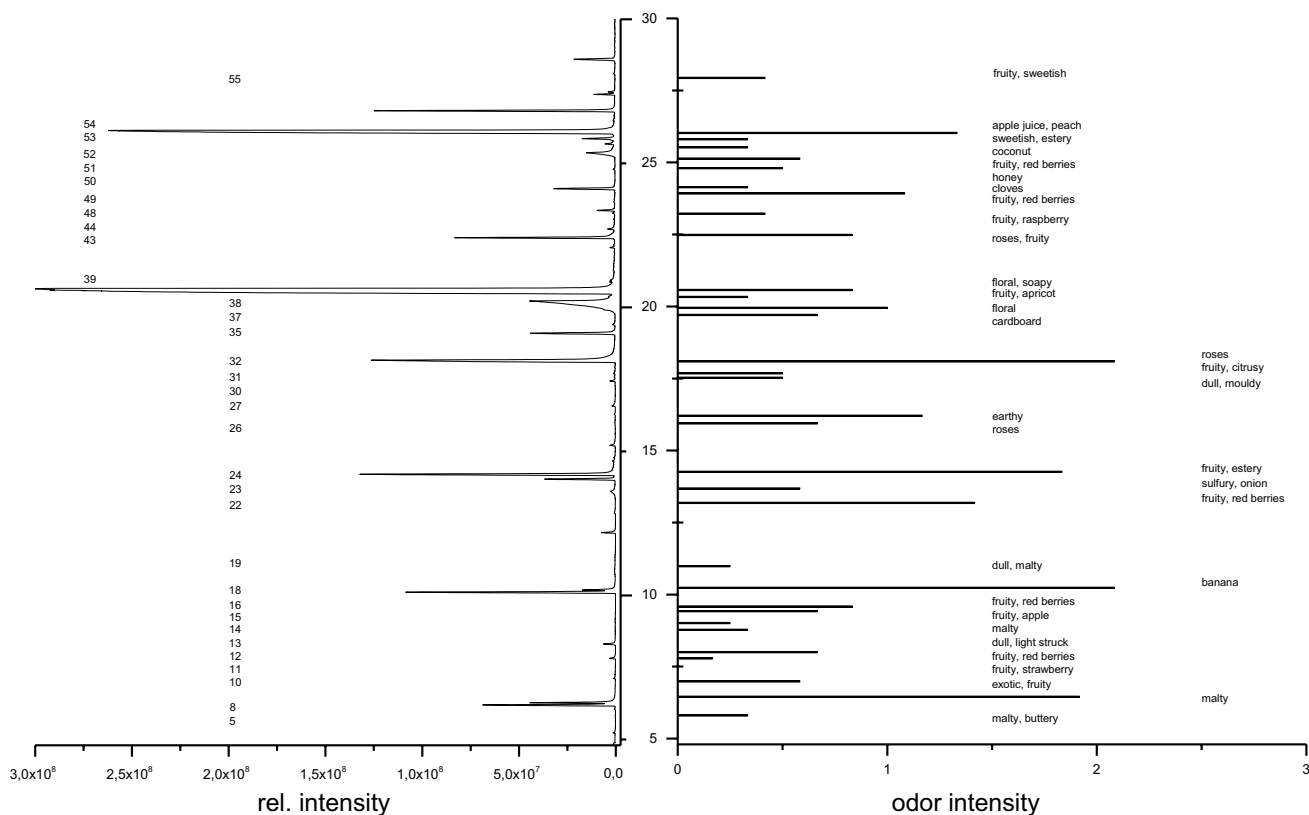 30
55
fruity, sweetish
54
apple juice, peach
53
sweetish, estery
52
coconut
25
51
fruity, red berries
50
honey
cloves
49
fruity, red berries
48
fruity, raspberry
44
43
roses, fruity
39
floral, soapy
fruity, apricot
38
20
floral
37
cardboard
35
roses
32
fruity, citrusy
31
dull, mouldy
30
27
earthy
26
roses
15
24
fruity, estery
23
sulfury, onion
22
fruity, red berries
19
dull, malty
18
banana
10
16
fruity, red berries
15
fruity, apple
14
malty
13
dull, light struck
12
fruity, red berries
11
fruity, strawberry
10
exotic, fruity
8
malty
5
malty, buttery
5
3,0x10⁸ 2,5x10⁸ 2,0x10⁸ 1,5x10⁸ 1,0x10⁸ 5,0x10⁷ 0,0 0 1 2 3
rel. intensity odor intensity